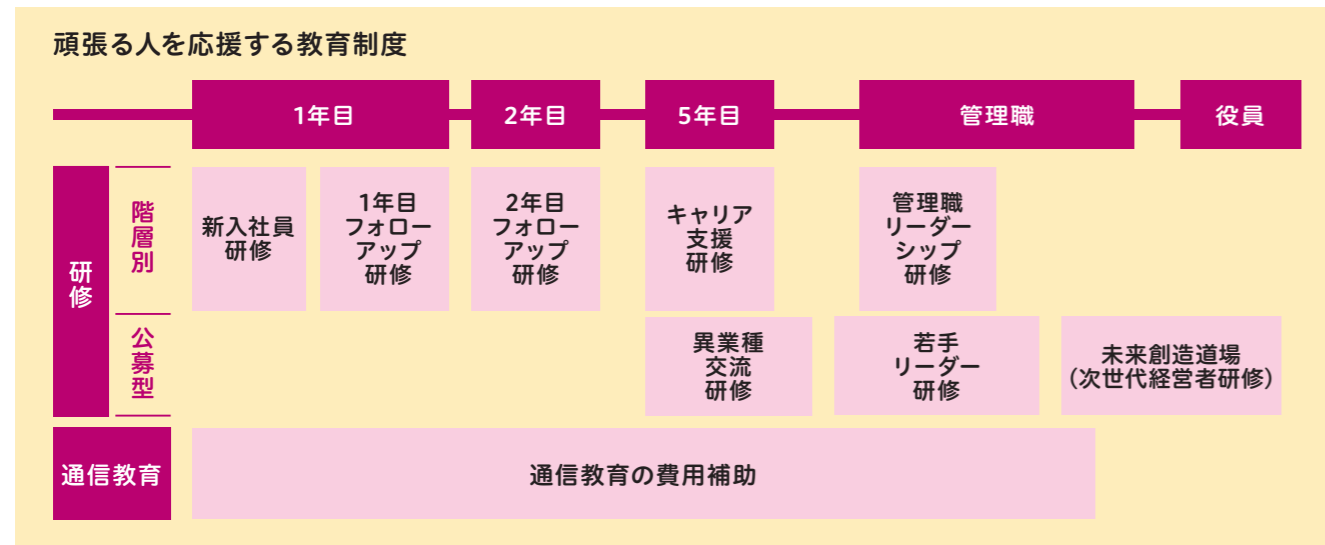 頑張る人を応援する教育制度
1年目
2年目
5年目
管理職
役員
研修
階層別
新入社員
研修
1年目
フォロー
アップ
研修
2年目
フォロー
アップ
研修
キャリア
支援
研修
管理職
リーダー
シップ
研修
公募型
異業種
交流
研修
若手
リーダー
研修
未来創造道場
(次世代経営者研修)
通信教育
通信教育の費用補助